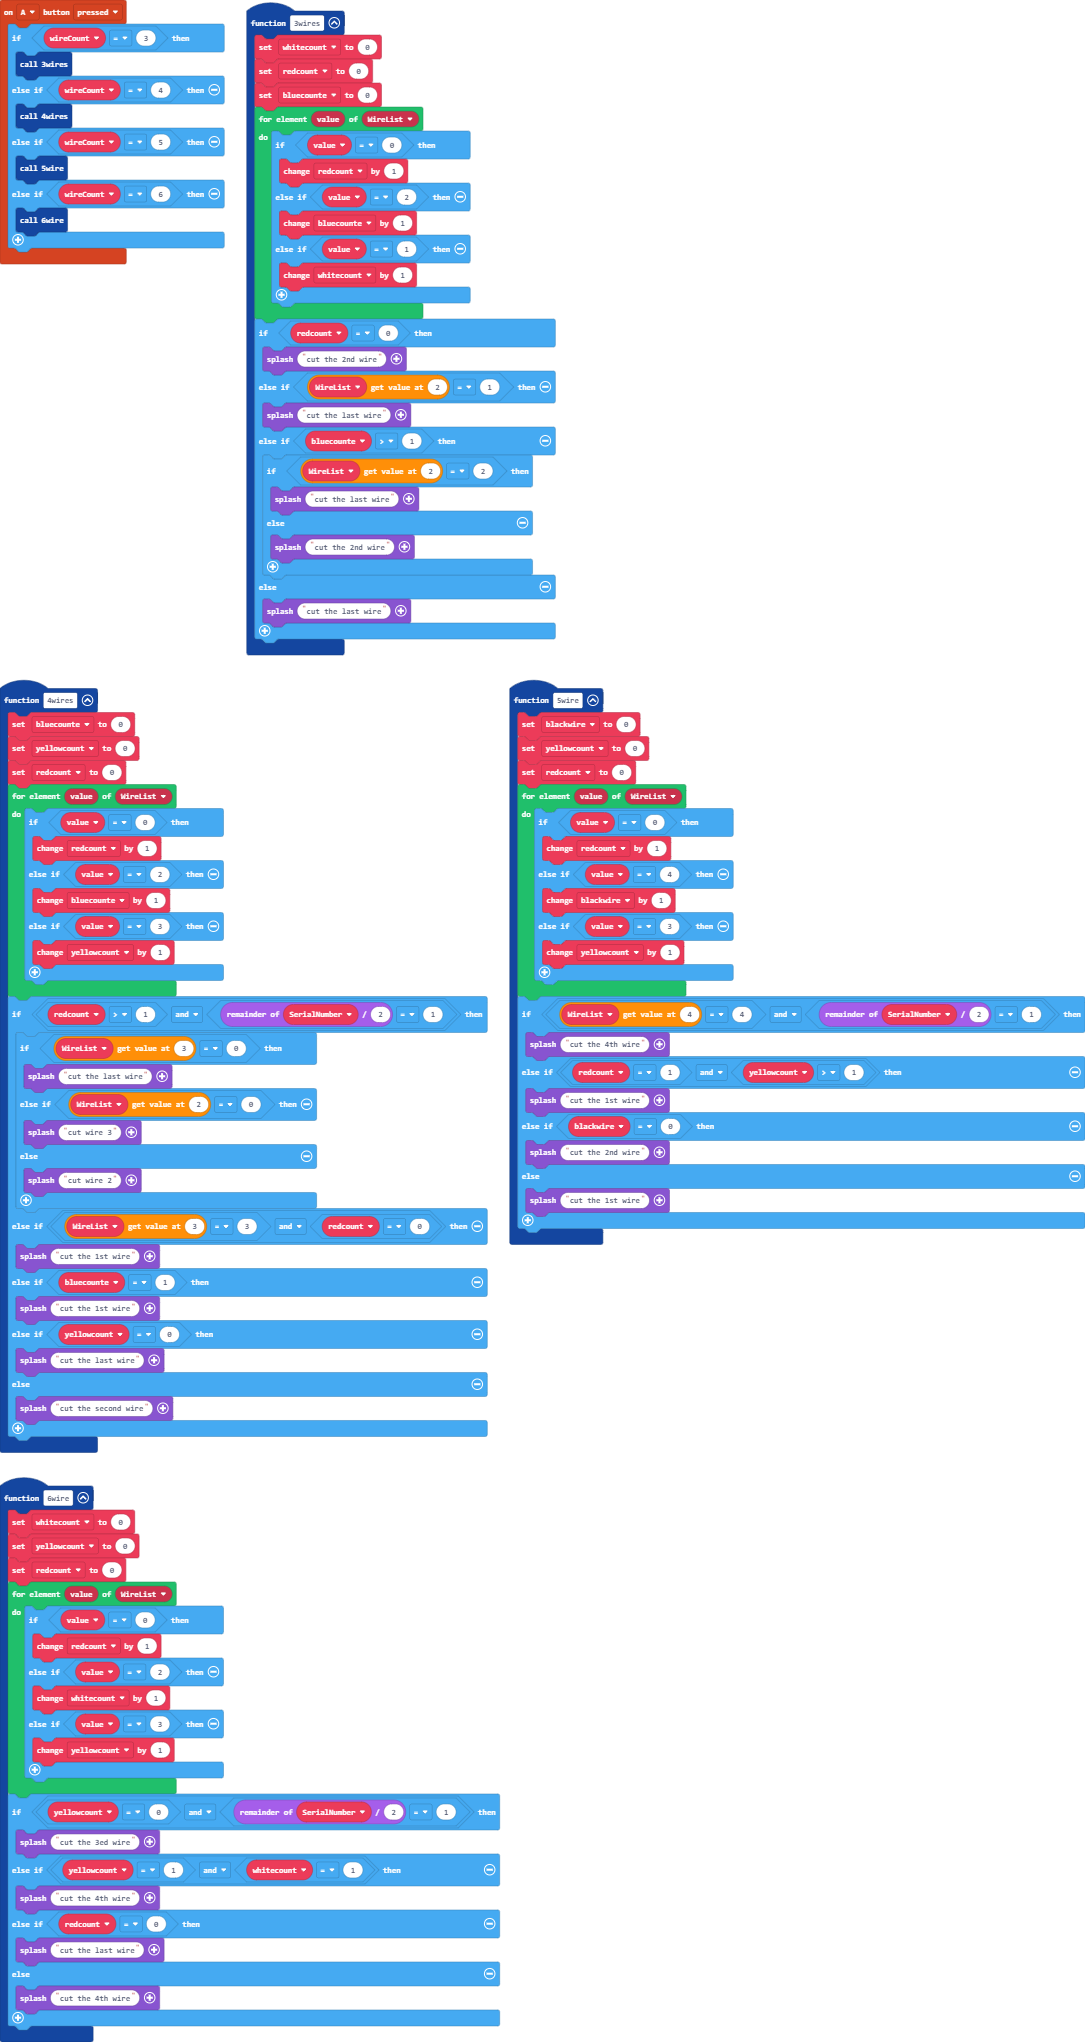 on A button pressed
if wireCount = 3 then
call 3wires
else if wireCount = 4 then
call 4wires
else if wireCount = 5 then
call 5wire
else if wireCount = 6 then
call 6wire
function 3wires
set whitecount to 0
set redcount to 0
set bluecounte to 0
for element value of WireList
do
if value = 0 then
change redcount by 1
else if value = 2 then
change bluecounte by 1
else if value = 1 then
change whitecount by 1
if redcount = 0 then
splash "cut the 2nd wire"
else if WireList get value at 2 = 1 then
splash "cut the last wire"
else if bluecounte > 1 then
if WireList get value at 2 = 2 then
splash "cut the last wire"
else
splash "cut the 2nd wire"
else
splash "cut the last wire"
function 4wires
set bluecounte to 0
set yellowcount to 0
set redcount to 0
for element value of WireList
do
if value = 0 then
change redcount by 1
else if value = 2 then
change bluecounte by 1
else if value = 3 then
change yellowcount by 1
if redcount > 1 and remainder of SerialNumber / 2 = 1 then
if WireList get value at 3 = 0 then
splash "cut the last wire"
else if WireList get value at 2 = 0 then
splash "cut wire 3"
else
splash "cut wire 2"
else if WireList get value at 3 = 3 and redcount = 0 then
splash "cut the 1st wire"
else if bluecounte = 1 then
splash "cut the 1st wire"
else if yellowcount = 0 then
splash "cut the last wire"
else
splash "cut the second wire"
function 5wire
set blackwire to 0
set yellowcount to 0
set redcount to 0
for element value of WireList
do
if value = 0 then
change redcount by 1
else if value = 4 then
change blackwire by 1
else if value = 3 then
change yellowcount by 1
if WireList get value at 4 = 4 and remainder of SerialNumber / 2 = 1 then
splash "cut the 4th wire"
else if redcount = 1 and yellowcount > 1 then
splash "cut the 1st wire"
else if blackwire = 0 then
splash "cut the 2nd wire"
else
splash "cut the 1st wire"
function 6wire
set whitecount to 0
set yellowcount to 0
set redcount to 0
for element value of WireList
do
if value = 0 then
change redcount by 1
else if value = 2 then
change whitecount by 1
else if value = 3 then
change yellowcount by 1
if yellowcount = 0 and remainder of SerialNumber / 2 = 1 then
splash "cut the 3ed wire"
else if yellowcount = 1 and whitecount = 1 then
splash "cut the 4th wire"
else if redcount = 0 then
splash "cut the last wire"
else
splash "cut the 4th wire"